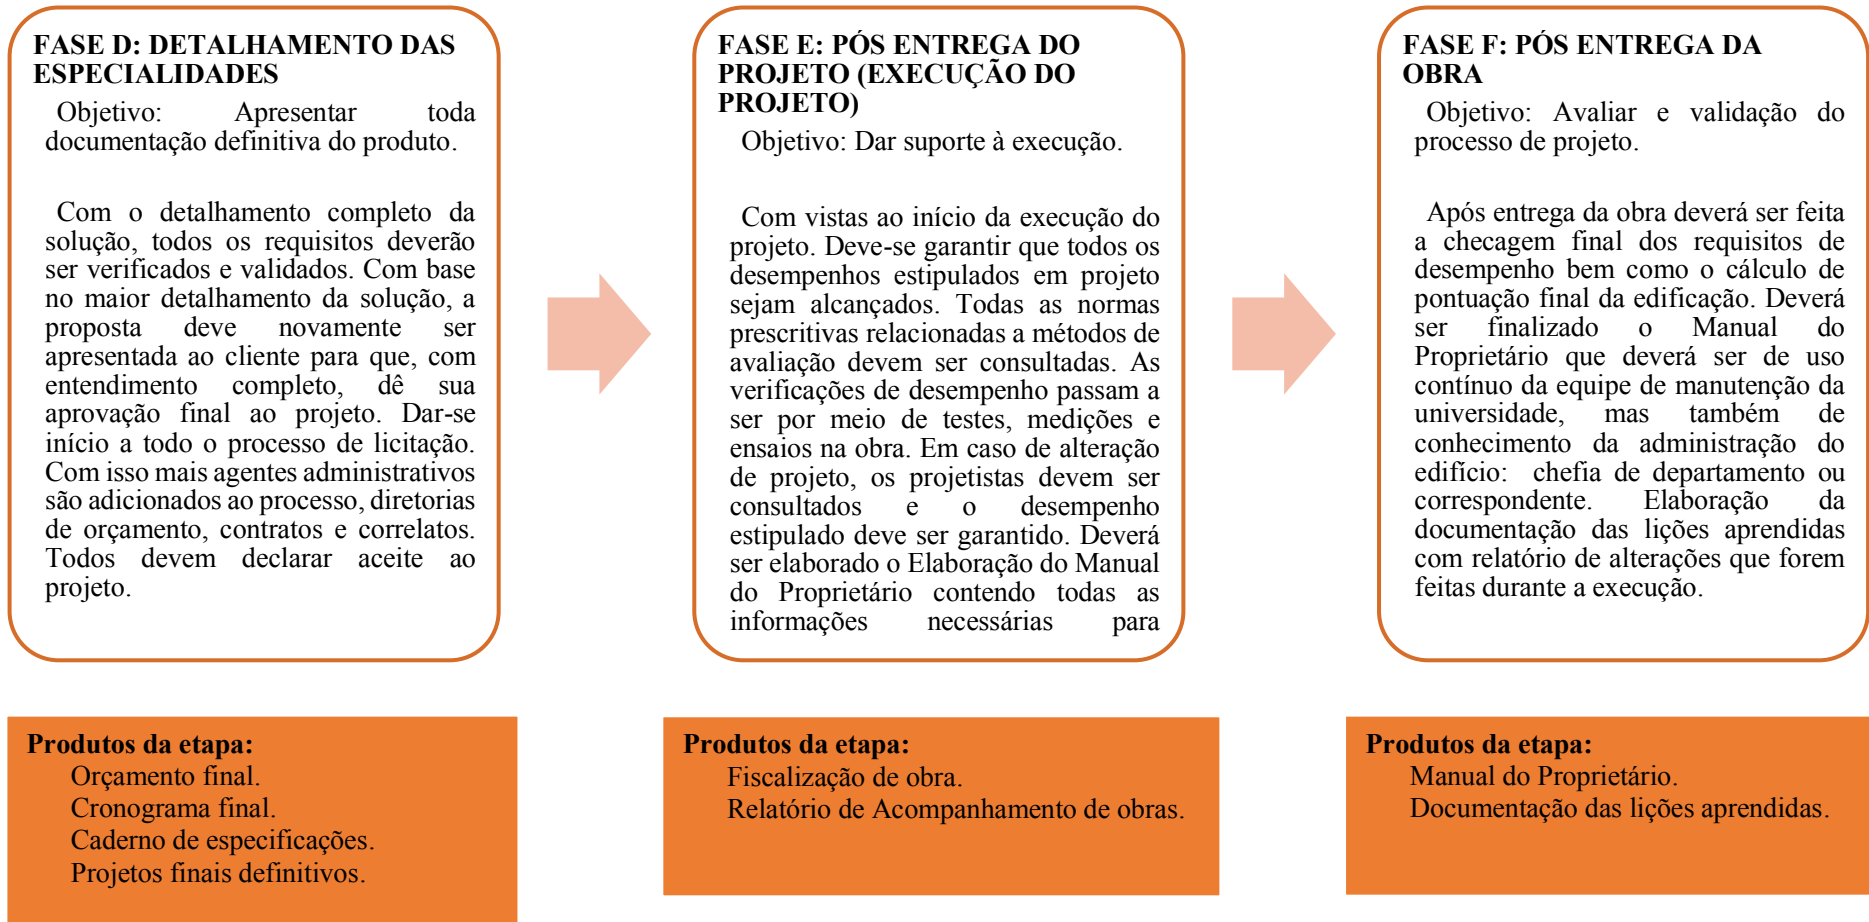 FASE D: DETALHAMENTO DAS
ESPECIALIDADES
Objetivo: Apresentar toda
documentação definitiva do produto.
Com o detalhamento completo da
solução, todos os requisitos deverão
ser verificados e validados. Com base
no maior detalhamento da solução, a
proposta deve novamente ser
apresentada ao cliente para que, com
entendimento completo, dê sua
aprovação final ao projeto. Dar-se
início a todo o processo de licitação.
Com isso mais agentes administrativos
são adicionados ao processo, diretorias
de orçamento, contratos e correlatos.
Todos devem declarar aceite ao
projeto.
Produtos da etapa:
Orçamento final.
Cronograma final.
Caderno de especificações.
Projetos finais definitivos.
FASE E: PÓS ENTREGA DO
PROJETO (EXECUÇÃO DO
PROJETO)
Objetivo: Dar suporte à execução.
Com vistas ao início da execução do
projeto. Deve-se garantir que todos os
desempenhos estipulados em projeto
sejam alcançados. Todas as normas
prescritivas relacionadas a métodos de
avaliação devem ser consultadas. As
verificações de desempenho passam a
ser por meio de testes, medições e
ensaios na obra. Em caso de alteração
de projeto, os projetistas devem ser
consultados e o desempenho
estipulado deve ser garantido. Deverá
ser elaborado o Elaboração do Manual
do Proprietário contendo todas as
informações necessárias para
Produtos da etapa:
Fiscalização de obra.
Relatório de Acompanhamento de obras.
FASE F: PÓS ENTREGA DA
OBRA
Objetivo: Avaliar e validação do
processo de projeto.
Após entrega da obra deverá ser feita
a checagem final dos requisitos de
desempenho bem como o cálculo de
pontuação final da edificação. Deverá
ser finalizado o Manual do
Proprietário que deverá ser de uso
contínuo da equipe de manutenção da
universidade, mas também de
conhecimento da administração do
edifício: chefia de departamento ou
correspondente. Elaboração da
documentação das lições aprendidas
com relatório de alterações que forem
feitas durante a execução.
Produtos da etapa:
Manual do Proprietário.
Documentação das lições aprendidas.